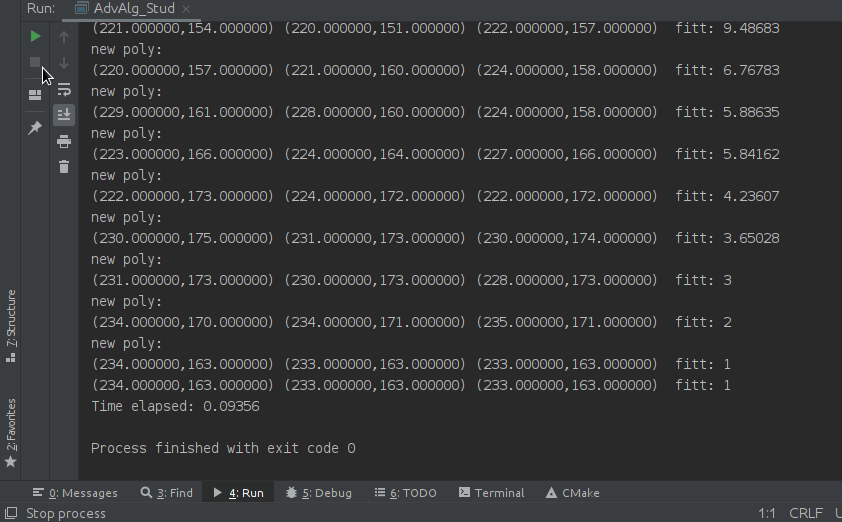 Run: AdvAlg_Stud ×
(221.000000,154.000000) (220.000000,151.000000) (222.000000,157.000000)  fitt: 9.48683
new poly:
(220.000000,157.000000) (221.000000,160.000000) (224.000000,158.000000)  fitt: 6.76783
new poly:
(229.000000,161.000000) (228.000000,160.000000) (224.000000,158.000000)  fitt: 5.88635
new poly:
(223.000000,166.000000) (224.000000,164.000000) (227.000000,166.000000)  fitt: 5.84162
new poly:
(222.000000,173.000000) (224.000000,172.000000) (222.000000,172.000000)  fitt: 4.23607
new poly:
(230.000000,175.000000) (231.000000,173.000000) (230.000000,174.000000)  fitt: 3.65028
new poly:
(231.000000,173.000000) (230.000000,173.000000) (228.000000,173.000000)  fitt: 3
new poly:
(234.000000,170.000000) (234.000000,171.000000) (235.000000,171.000000)  fitt: 2
new poly:
(234.000000,163.000000) (233.000000,163.000000) (233.000000,163.000000)  fitt: 1
(234.000000,163.000000) (233.000000,163.000000) (233.000000,163.000000)  fitt: 1
Time elapsed: 0.09356
Process finished with exit code 0
7: Structure
2: Favorites
0: Messages 3: Find 4: Run 5: Debug 6: TODO Terminal CMake
Stop process 1:1 CRLF